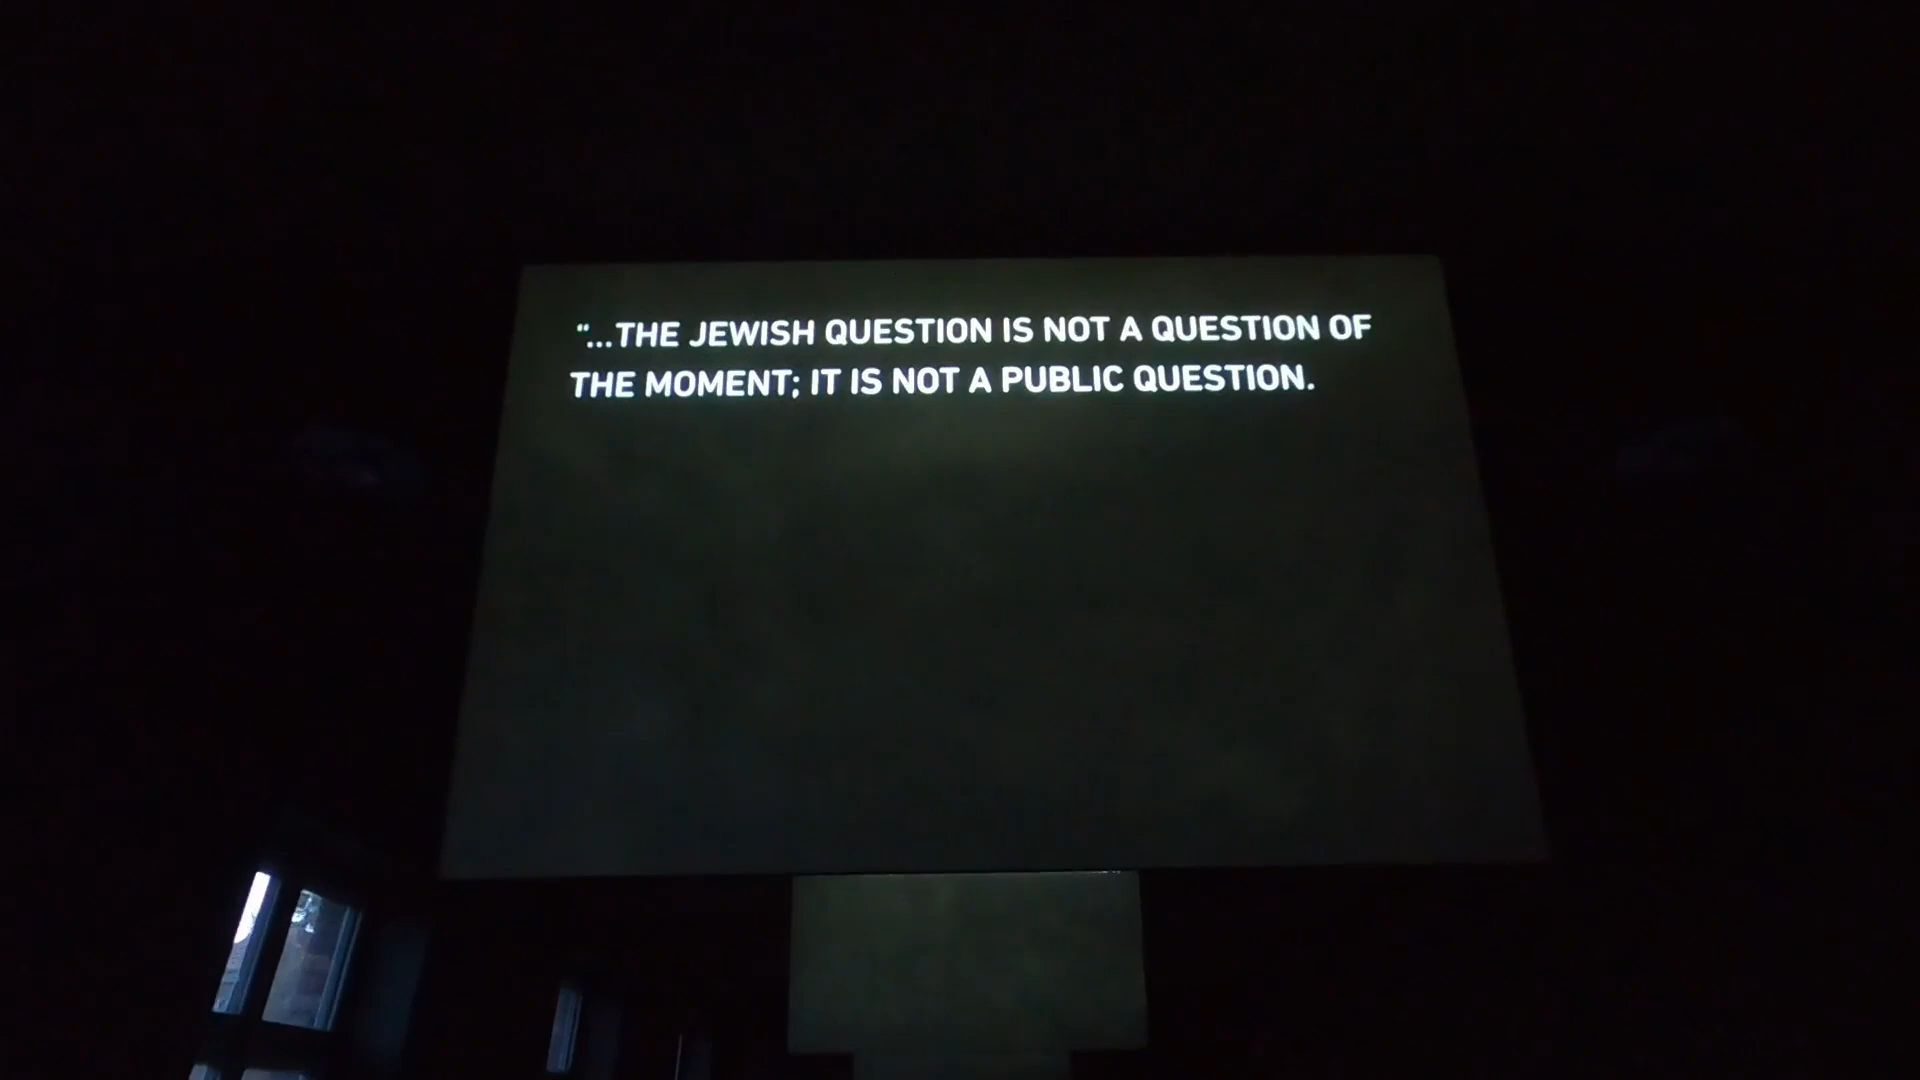 “...THE JEWISH QUESTION IS NOT A QUESTION OF
THE MOMENT; IT IS NOT A PUBLIC QUESTION.